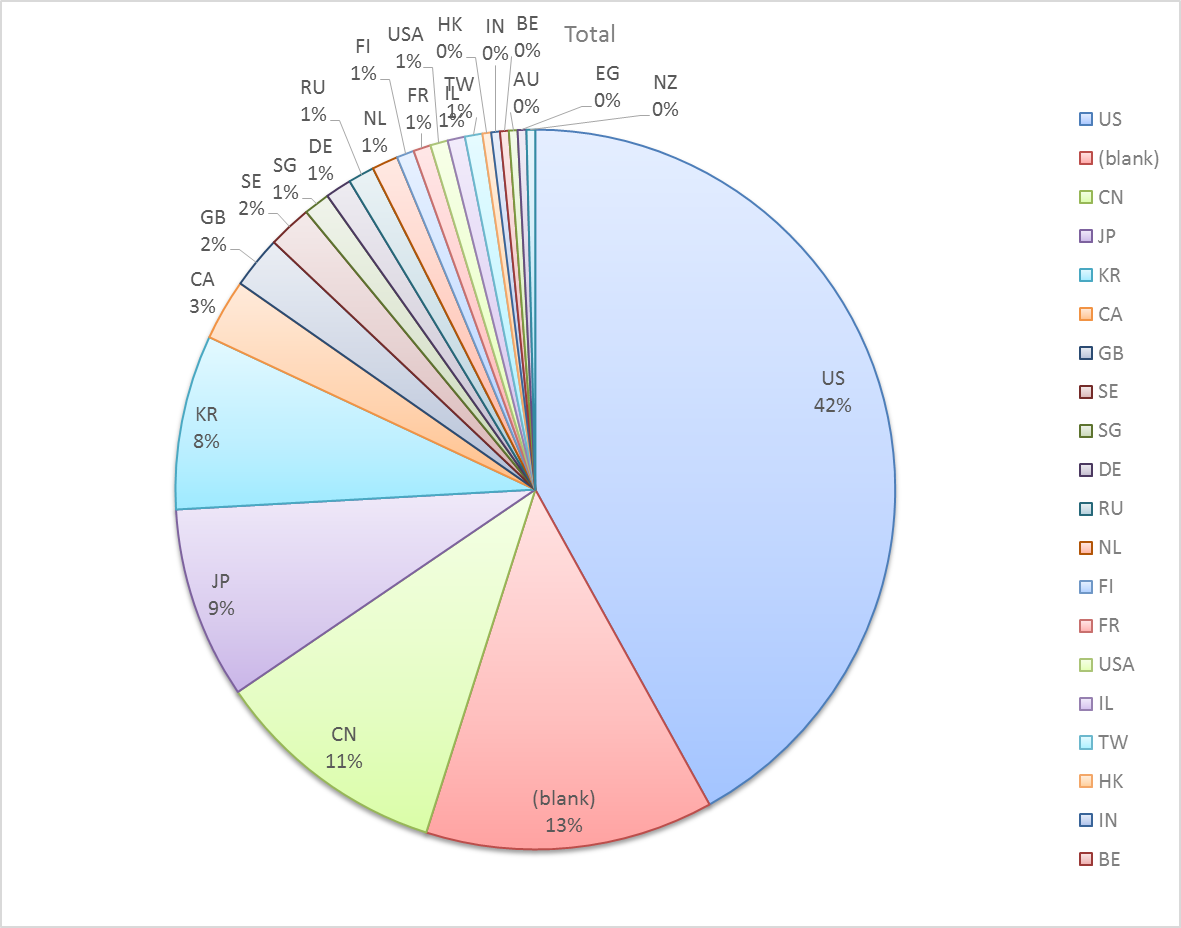 Total
US
42%
(blank)
13%
CN
11%
JP
9%
KR
8%
CA
3%
GB
2%
SE
2%
SG
1%
DE
1%
RU
1%
NL
1%
FI
1%
FR
1%
USA
1%
IL
1%
TW
1%
HK
0%
IN
0%
BE
0%
AU
0%
EG
0%
NZ
0%
US
(blank)
CN
JP
KR
CA
GB
SE
SG
DE
RU
NL
FI
FR
USA
IL
TW
HK
IN
BE